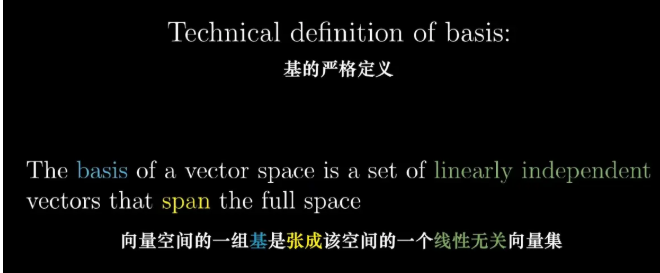 Technical definition of basis:
基的严格定义
The basis of a vector space is a set of linearly independent
vectors that span the full space
向量空间的一组基是张成该空间的一个线性无关向量集